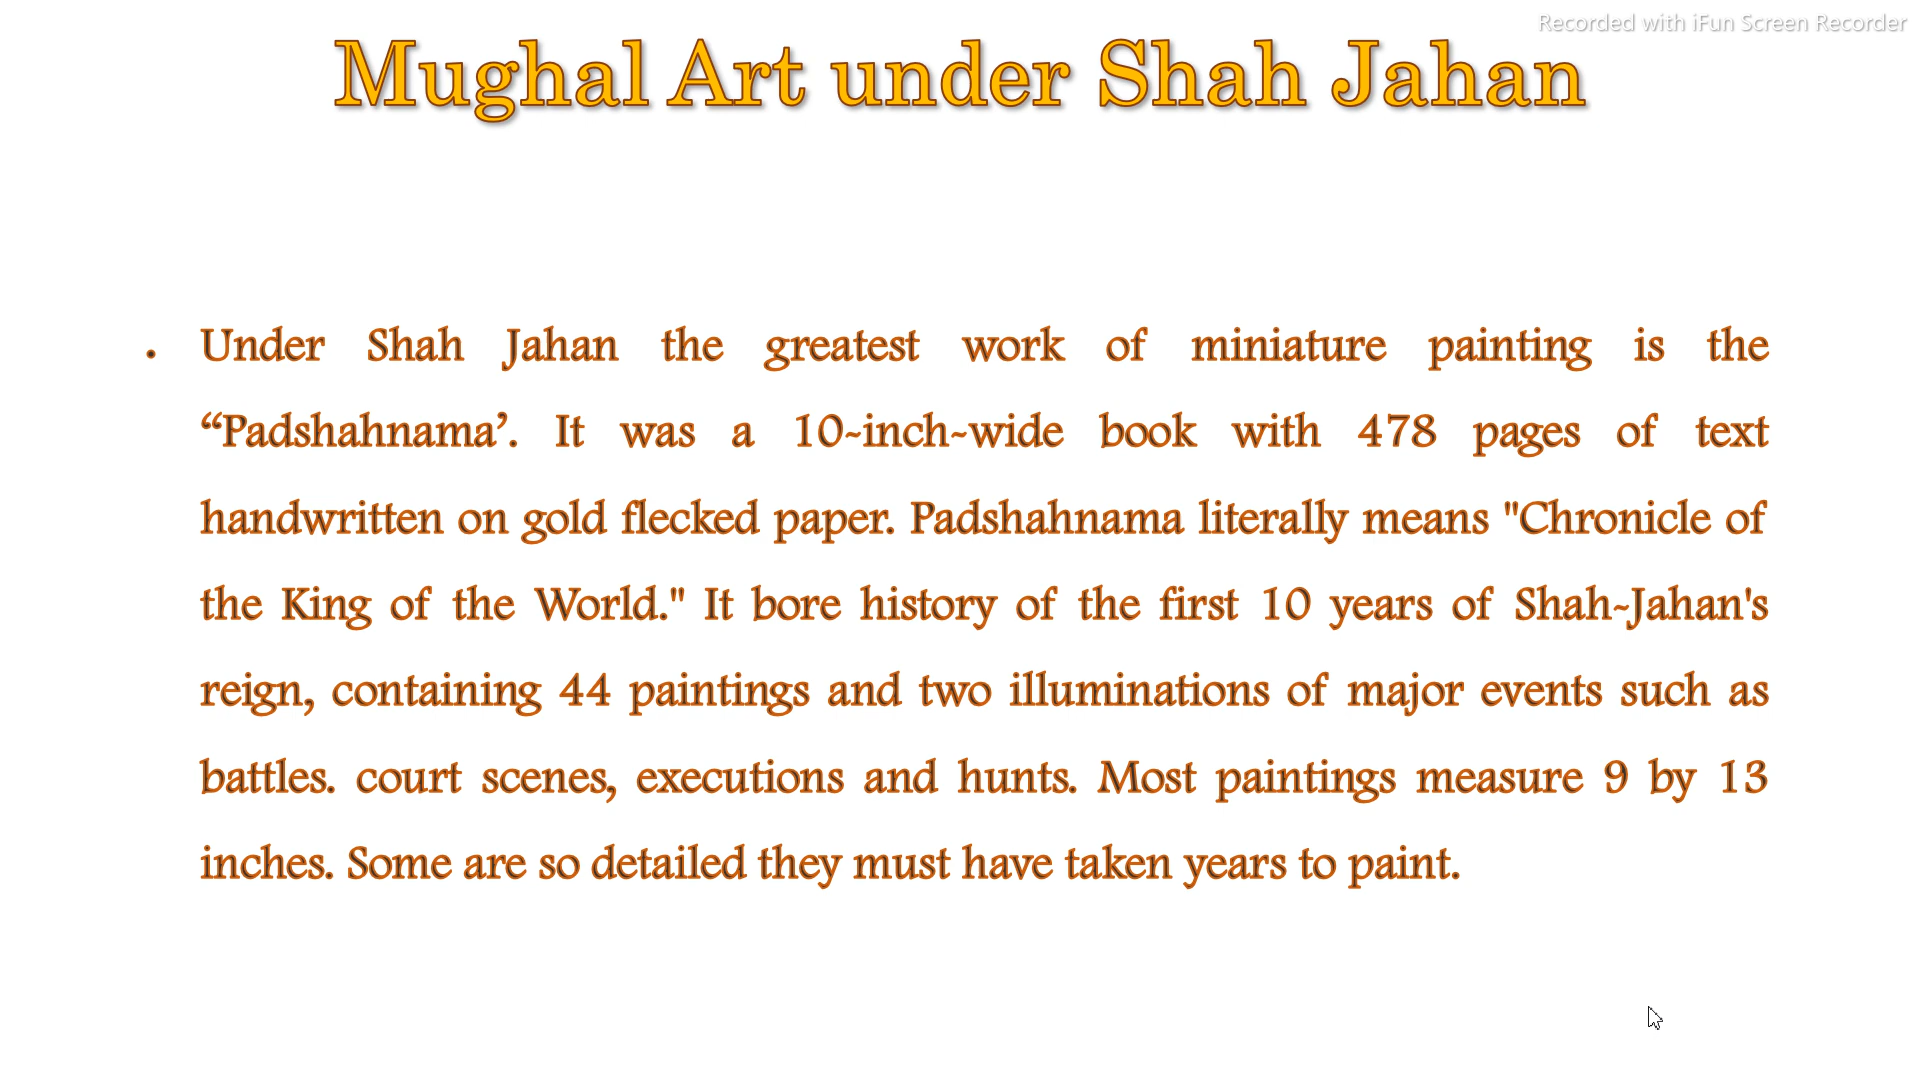 Recorded with iFun Screen Recorder
Mughal Art under Shah Jahan
• Under Shah Jahan the greatest work of miniature painting is the
“Padshahnama’. It was a 10-inch-wide book with 478 pages of text
handwritten on gold flecked paper. Padshahnama literally means "Chronicle of
the King of the World." It bore history of the first 10 years of Shah-Jahan's
reign, containing 44 paintings and two illuminations of major events such as
battles. court scenes, executions and hunts. Most paintings measure 9 by 13
inches. Some are so detailed they must have taken years to paint.